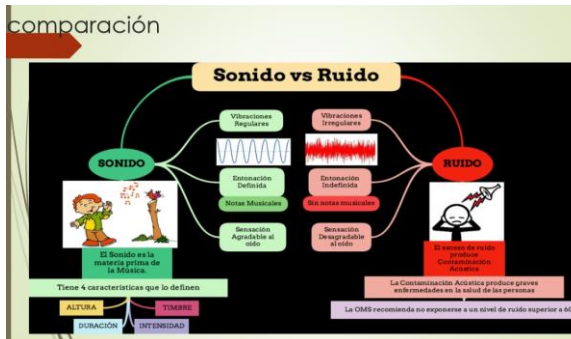 comparación
Sonido vs Ruido
Vibraciones
Regulares
Vibraciones
Irregulares
SONIDO
RUIDO
Entonación
Definida
Entonación
Indefinida
Notas Musicales
Sin notas musicales
Sensación
Agradable al
oído
Sensación
Desagradable
al oído
El Sonido es la
materia prima de
la Música.
El exceso de ruido
produce
Contaminación
Acústica
Tiene 4 características que lo definen
La Contaminación Acústica produce graves
enfermedades en la salud de las personas
ALTURA
TIMBRE
DURACIÓN
INTENSIDAD
La OMS recomienda no exponerse a un nivel de ruido superior a 60